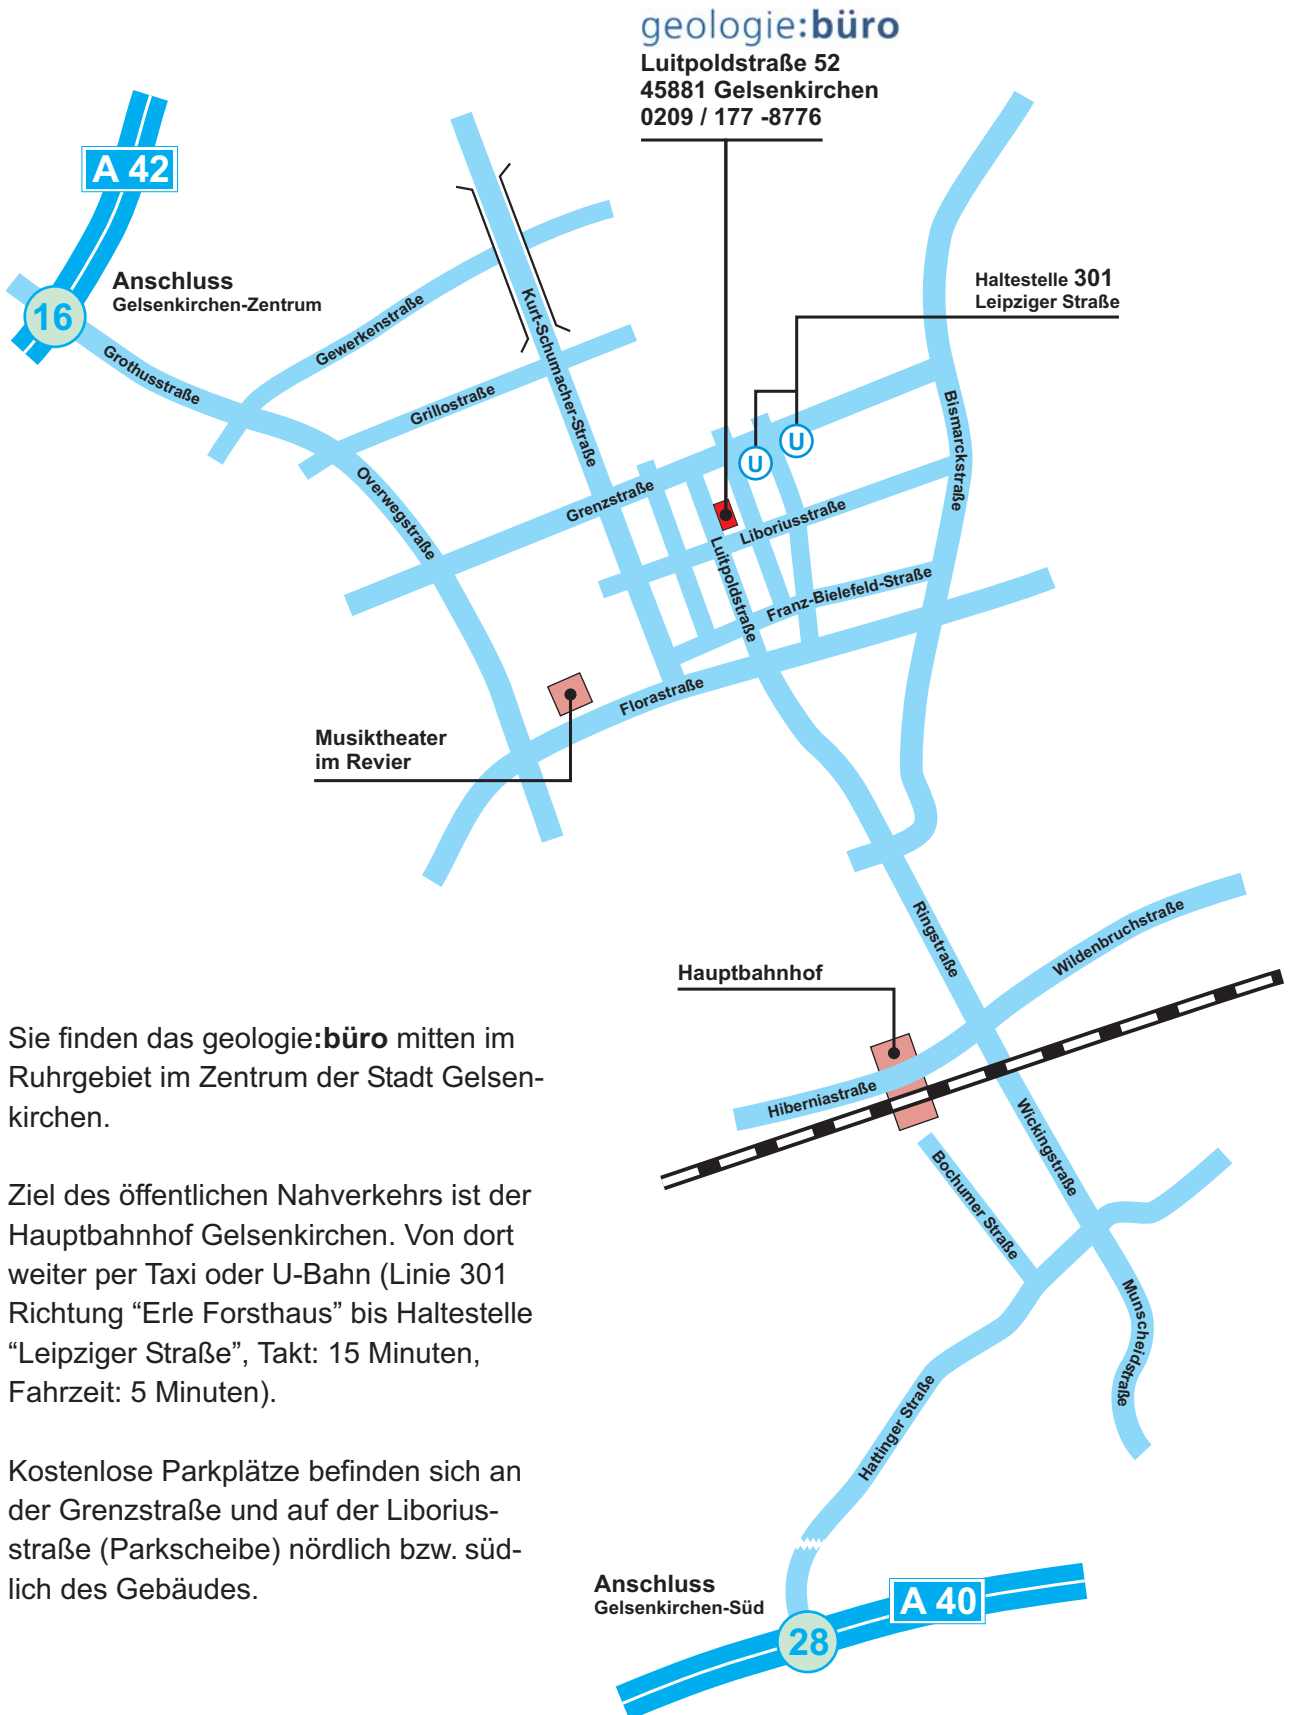 geologie:büro
Luitpoldstraße 52
45881 Gelsenkirchen
0209 / 177 -8776
A 42
Anschluss
Gelsenkirchen-Zentrum
16
Haltestelle 301
Leipziger Straße
Grothusstraße
Gewerkenstraße
Grillostraße
Kurt-Schumacher-Straße
Overwegstraße
Grenzstraße
U
U
Bismarckstraße
Liboriusstraße
Luitpoldstraße
Franz-Bielefeld-Straße
Florastraße
Musiktheater
im Revier
Ringstraße
Wildenbruchstraße
Hauptbahnhof
Hiberniastraße
Wickingstraße
Bochumer Straße
Munscheidstraße
Hattinger Straße
Sie finden das geologie:büro mitten im
Ruhrgebiet im Zentrum der Stadt Gelsen-
kirchen.
Ziel des öffentlichen Nahverkehrs ist der
Hauptbahnhof Gelsenkirchen. Von dort
weiter per Taxi oder U-Bahn (Linie 301
Richtung “Erle Forsthaus” bis Haltestelle
“Leipziger Straße”, Takt: 15 Minuten,
Fahrzeit: 5 Minuten).
Kostenlose Parkplätze befinden sich an
der Grenzstraße und auf der Liborius-
straße (Parkscheibe) nördlich bzw. süd-
lich des Gebäudes.
Anschluss
Gelsenkirchen-Süd
A 40
28